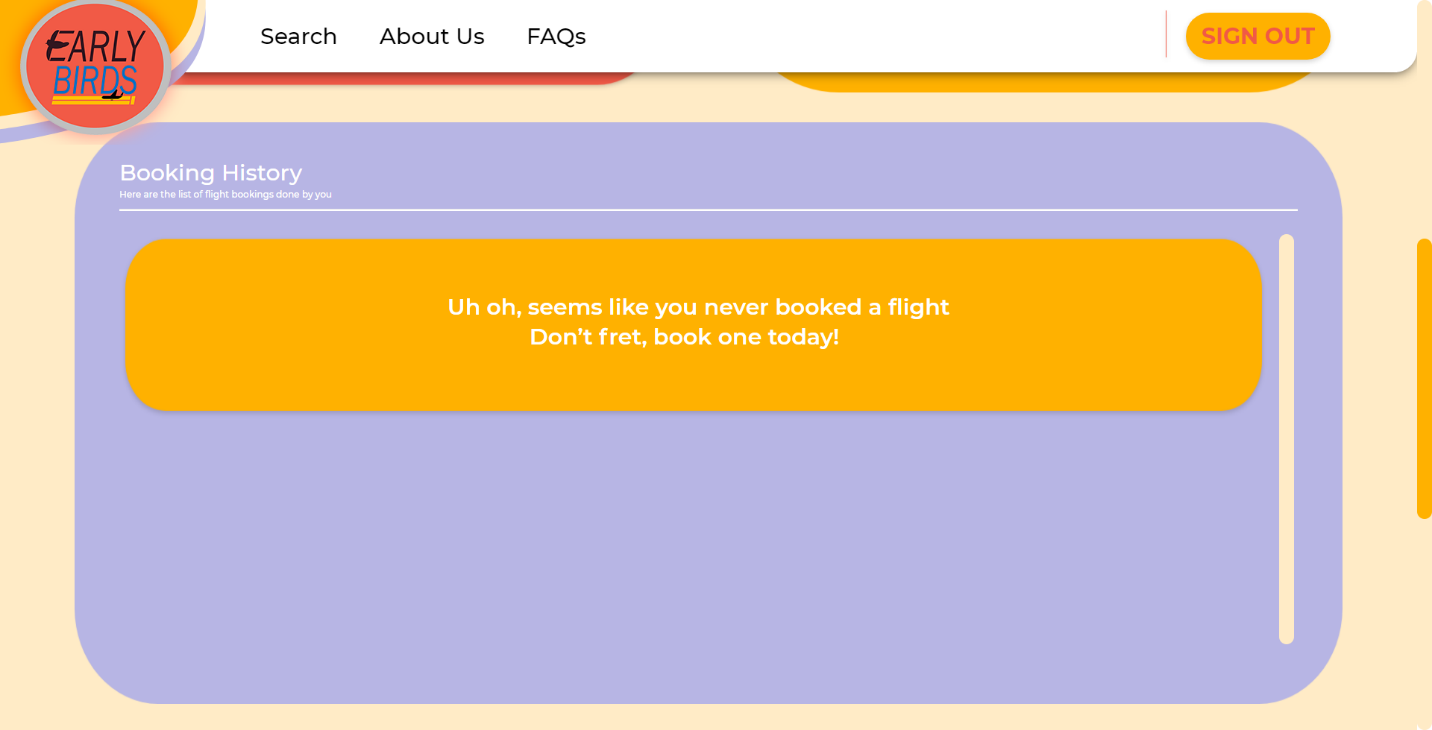 EARLY
BIRDS
Search
About Us
FAQs
SIGN OUT
Booking History
Here are the list of flight bookings done by you
Uh oh, seems like you never booked a flight
Don’t fret, book one today!